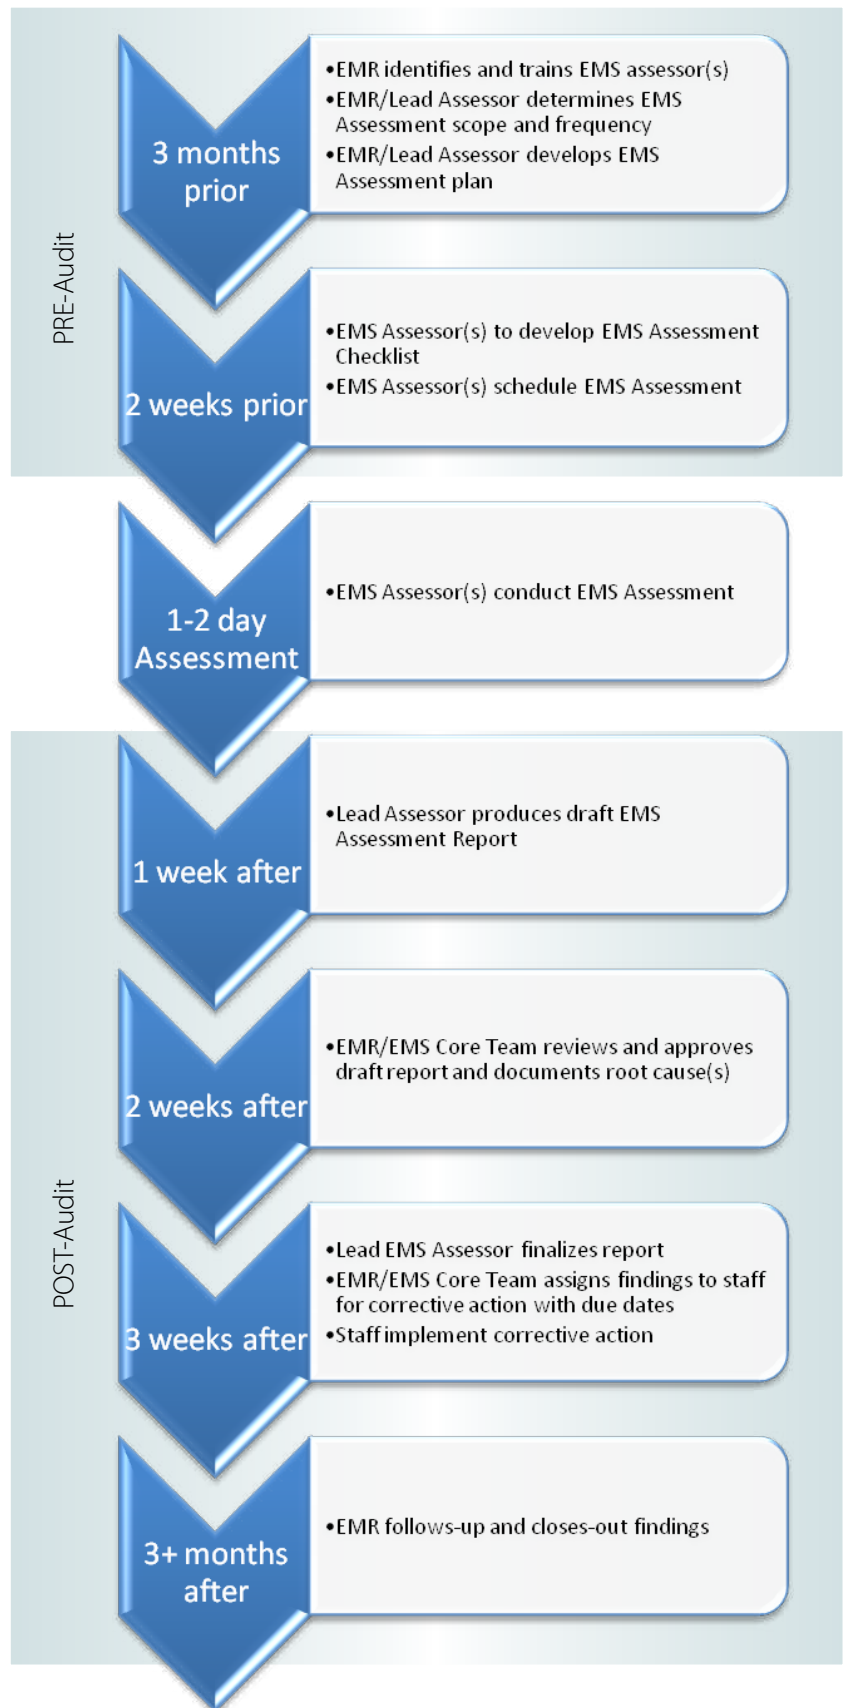 PRE-Audit
3 months
prior
•EMR identifies and trains EMS assessor(s)
•EMR/Lead Assessor determines EMS
Assessment scope and frequency
•EMR/Lead Assessor develops EMS
Assessment plan
2 weeks prior
•EMS Assessor(s) to develop EMS Assessment
Checklist
•EMS Assessor(s) schedule EMS Assessment
1-2 day
Assessment
•EMS Assessor(s) conduct EMS Assessment
POST-Audit
1 week after
•Lead Assessor produces draft EMS
Assessment Report
2 weeks after
•EMR/EMS Core Team reviews and approves
draft report and documents root cause(s)
3 weeks after
•Lead EMS Assessor finalizes report
•EMR/EMS Core Team assigns findings to staff
for corrective action with due dates
•Staff implement corrective action
3+ months
after
•EMR follows-up and closes-out findings